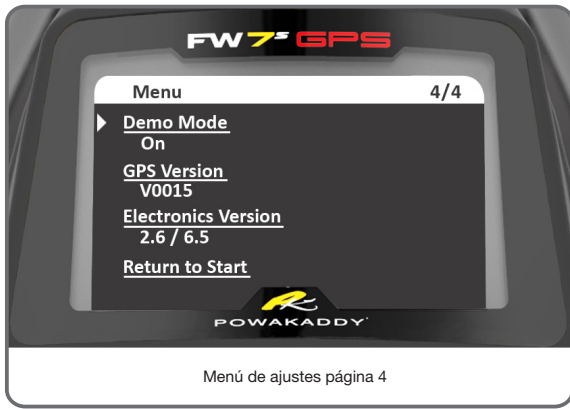 FW7s GPS
Menu 4/4
Demo Mode
On
GPS Version
V0015
Electronics Version
2.6 / 6.5
Return to Start
POWAKADDY
Menú de ajustes página 4